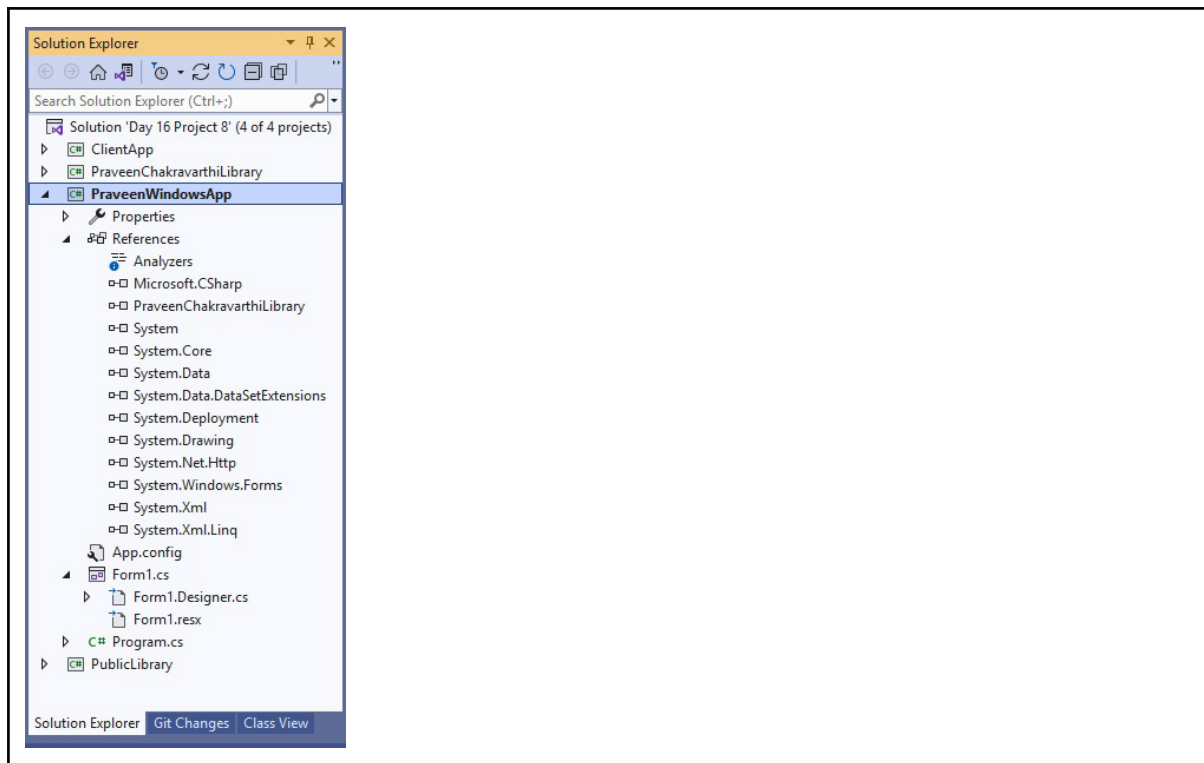 Solution Explorer
Search Solution Explorer (Ctrl+;)
Solution 'Day 16 Project 8' (4 of 4 projects)
C# ClientApp
C# PraveenChakravarthiLibrary
C# PraveenWindowsApp
Properties
References
Analyzers
Microsoft.CSharp
PraveenChakravarthiLibrary
System
System.Core
System.Data
System.Data.DataSetExtensions
System.Deployment
System.Drawing
System.Net.Http
System.Windows.Forms
System.Xml
System.Xml.Linq
App.config
Form1.cs
Form1.Designer.cs
Form1.resx
C# Program.cs
C# PublicLibrary
Solution Explorer Git Changes Class View